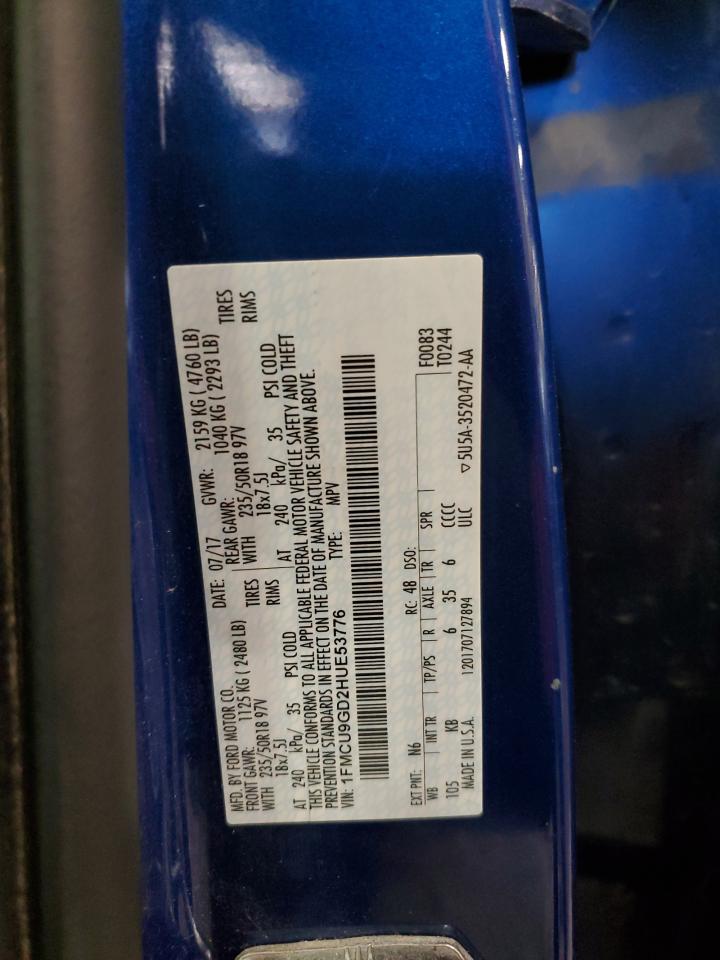 MFD. BY FORD MOTOR CO.
DATE: 07/17 GVWR: 2159 KG ( 4760 LB)
FRONT GAWR: 1125 KG ( 2480 LB) REAR GAWR: 1040 KG ( 2293 LB)
WITH 235/50R18 97V TIRES WITH 235/50R18 97V TIRES
18x7.5J RIMS 18x7.5J RIMS
AT 240 kPa/ 35 PSI COLD AT 240 kPa/ 35 PSI COLD
THIS VEHICLE CONFORMS TO ALL APPLICABLE FEDERAL MOTOR VEHICLE SAFETY AND THEFT
PREVENTION STANDARDS IN EFFECT ON THE DATE OF MANUFACTURE SHOWN ABOVE.
VIN: 1FMCU9GD2HUE53776 TYPE: MPV
F0083
EXT PNT: N6 RC: 48 DSO: T0244
WB INT TR TP/PS R AXLE TR SPR
105 KB 6 35 6 CCCC
MADE IN U.S.A. 1201707127894 ULC ▽5U5A-3520472-AA